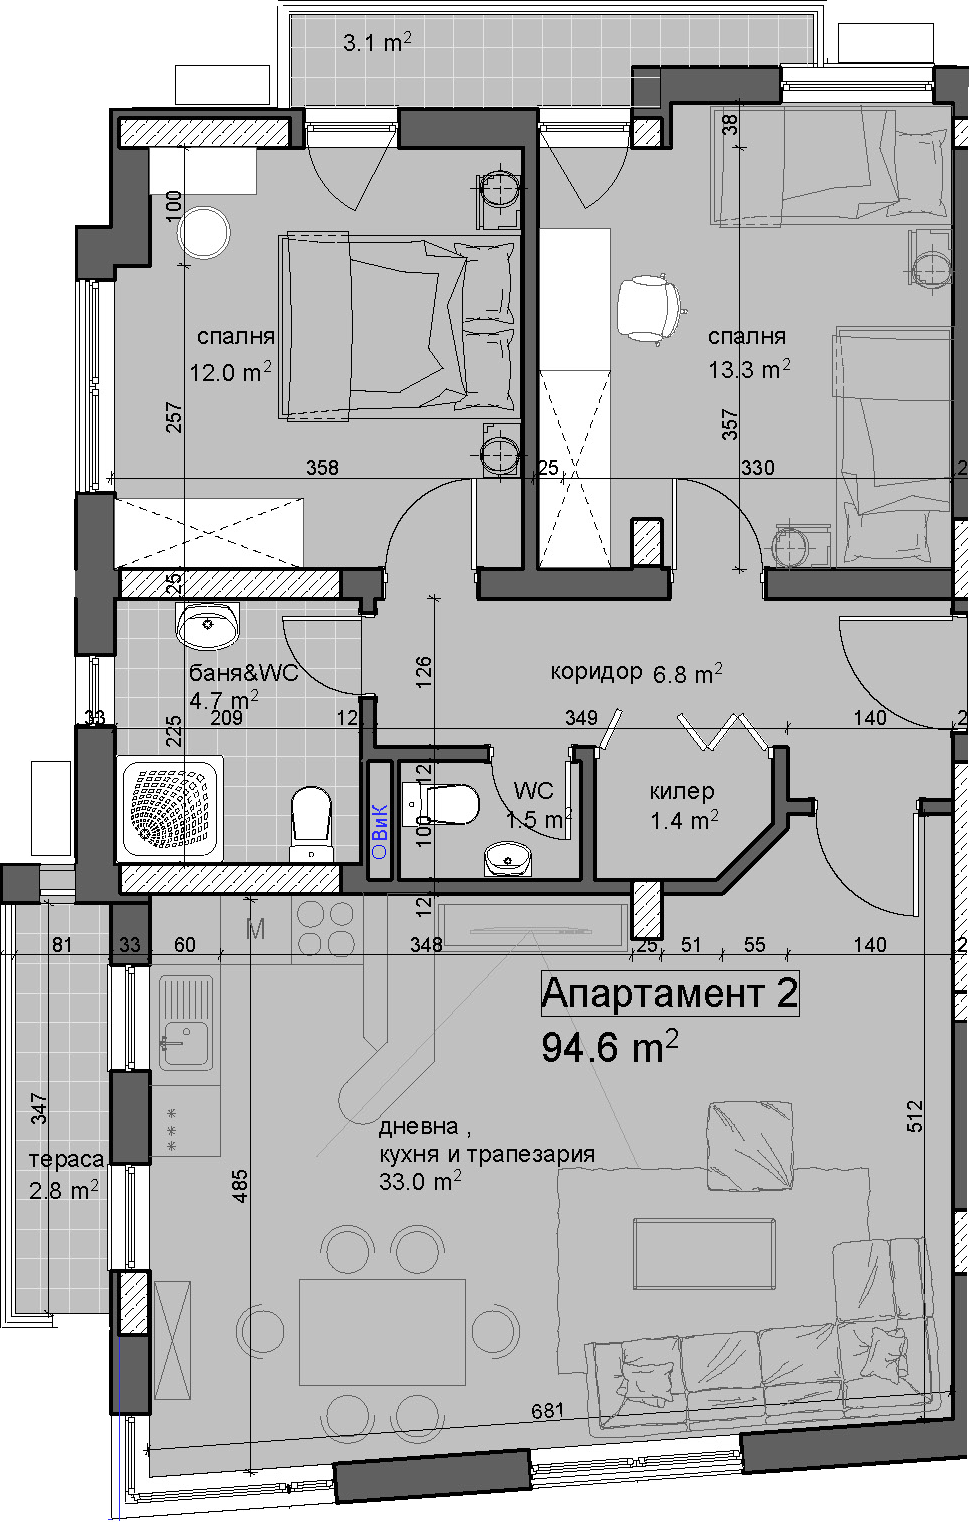 3.1 m²
38
100
спалня
12.0 m²
спалня
13.3 m²
257
357
358
25
330
2
25
126
баня&WC
4.7 m²
коридор 6.8 m²
33
209
12
225
349
140
2
12
WC
1.5 m²
килер
1.4 m²
ОВиК
100
12
М
81
33
60
348
25
51
55
140
2
Апартамент 2
94.6 m²
347
512
дневна ,
кухня и трапезария
33.0 m²
тераса
2.8 m²
485
681